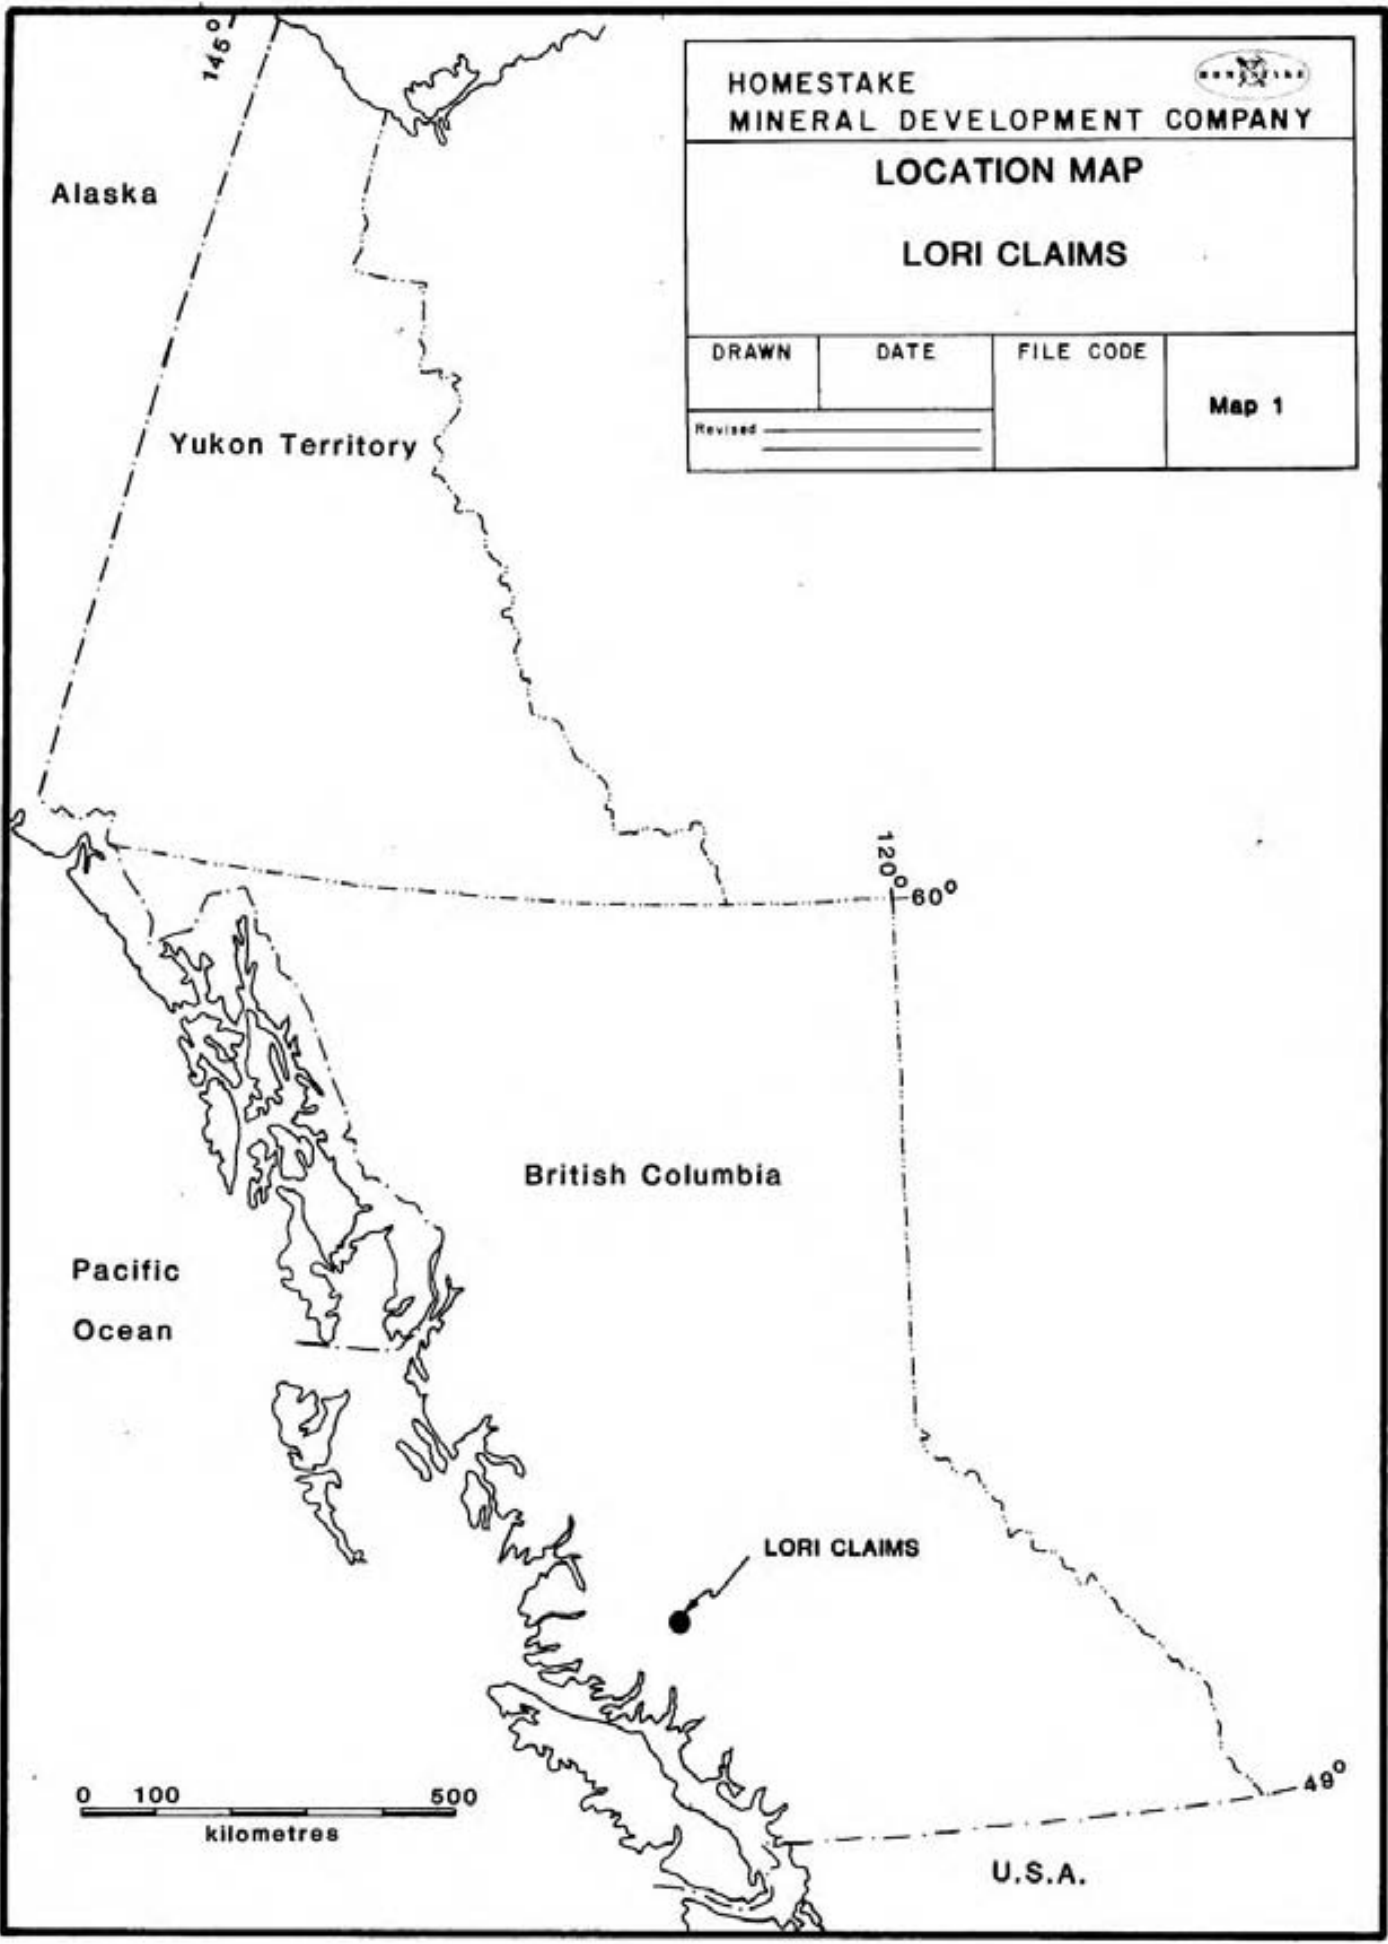 145°
HOMESTAKE
HOMESTAKE
MINERAL DEVELOPMENT COMPANY
LOCATION MAP
LORI CLAIMS
DRAWN
DATE
FILE CODE
Map 1
Revised
Alaska
Yukon Territory
120°
60°
British Columbia
Pacific
Ocean
LORI CLAIMS
0 100 500
kilometres
49°
U.S.A.